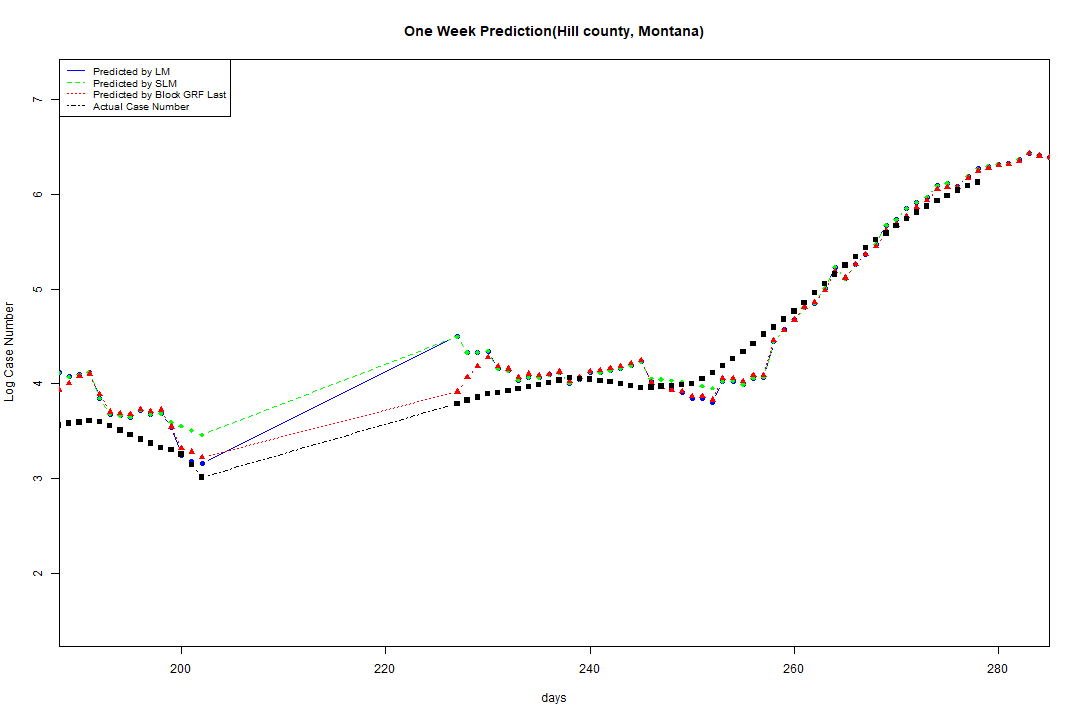 One Week Prediction(Hill county, Montana)
Predicted by LM
Predicted by SLM
Predicted by Block GRF Last
Actual Case Number
7
6
5
4
3
2
Log Case Number
200 220 240 260 280
days